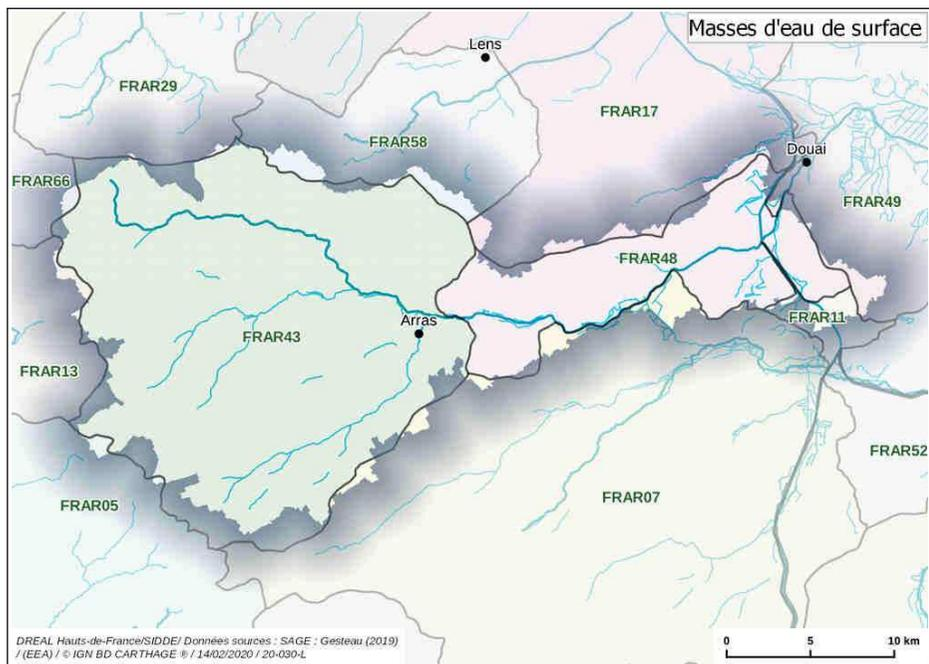 Masses d'eau de surface
Lens
FRAR29
FRAR17
FRAR58
Douai
FRAR66
FRAR49
FRAR48
FRAR11
Arras
FRAR43
FRAR13
FRAR52
FRAR07
FRAR05
DREAL Hauts-de-France/SIDDE/ Données sources : SAGE : Gesteau (2019)
/ (EEA) / © IGN BD CARTHAGE ® / 14/02/2020 / 20-030-L
0 5 10 km